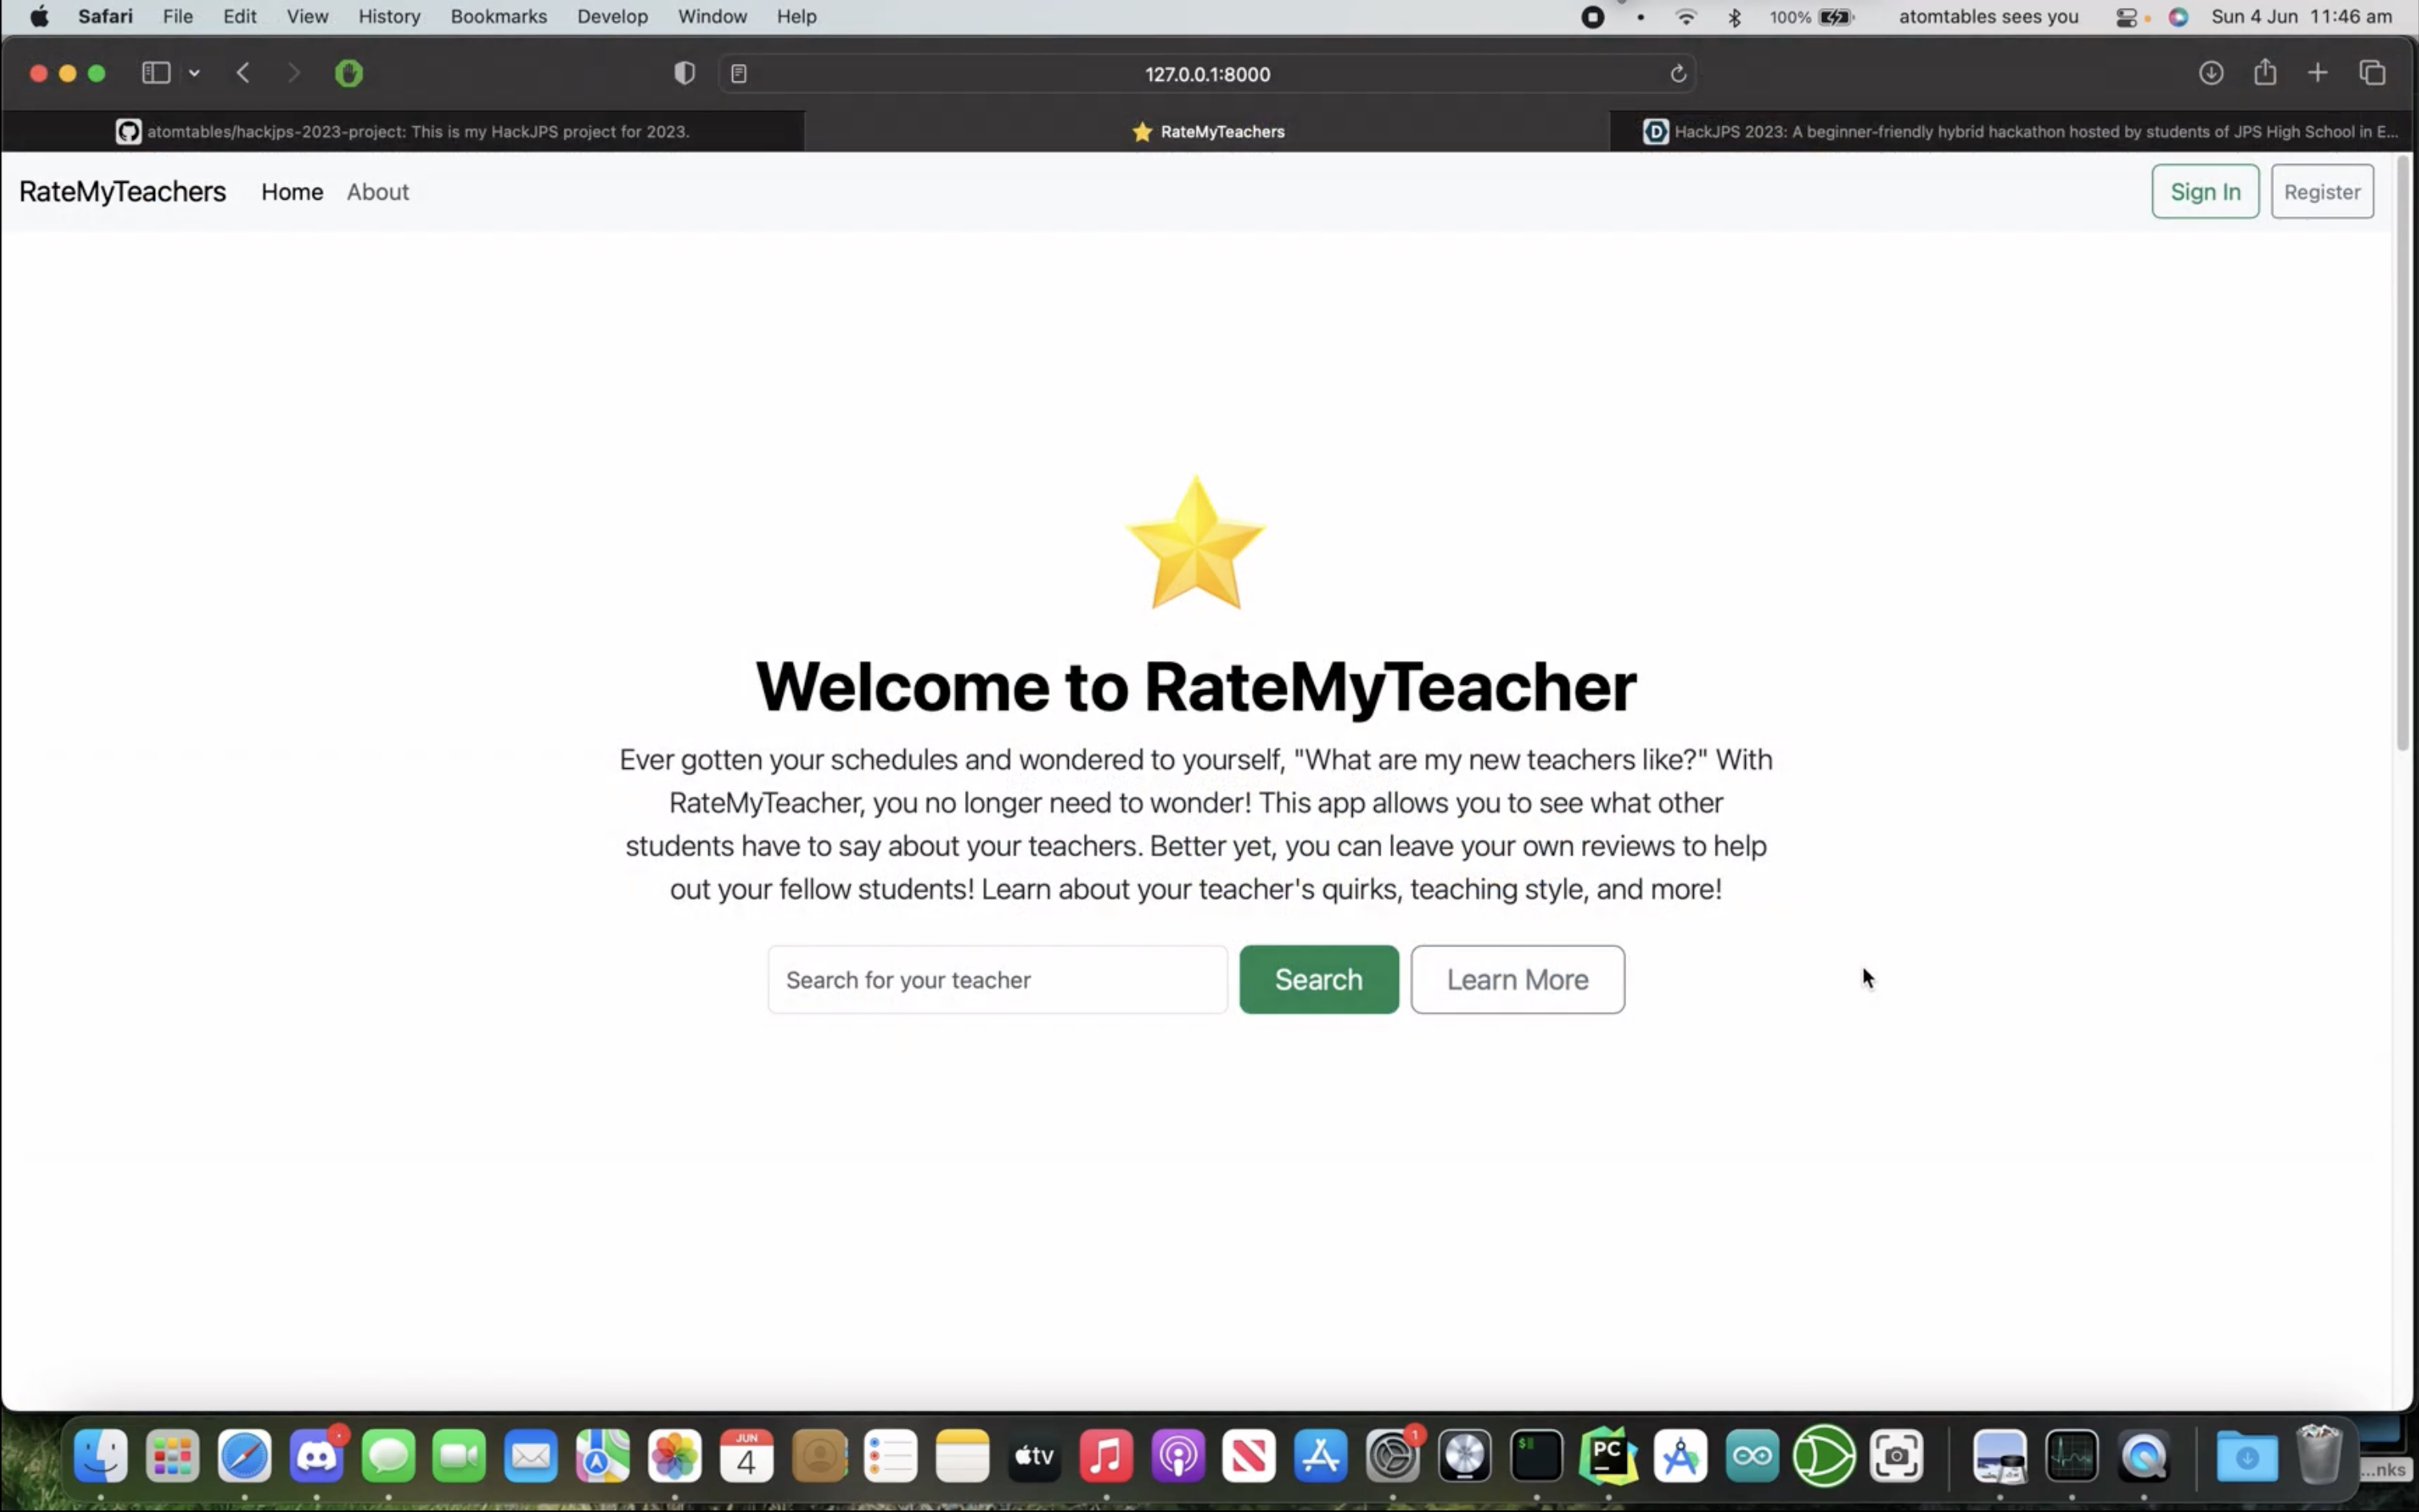 Safari File Edit View History Bookmarks Develop Window Help 100% atomtables sees you Sun 4 Jun 11:46 am
127.0.0.1:8000
atomtables/hackjps-2023-project: This is my HackJPS project for 2023. RateMyTeachers HackJPS 2023: A beginner-friendly hybrid hackathon hosted by students of JPS High School in E...
RateMyTeachers Home About Sign In Register
Welcome to RateMyTeacher
Ever gotten your schedules and wondered to yourself, "What are my new teachers like?" With
RateMyTeacher, you no longer need to wonder! This app allows you to see what other
students have to say about your teachers. Better yet, you can leave your own reviews to help
out your fellow students! Learn about your teacher's quirks, teaching style, and more!
Search for your teacher Search Learn More
JUN
4
tv
1
$
PC
...nks